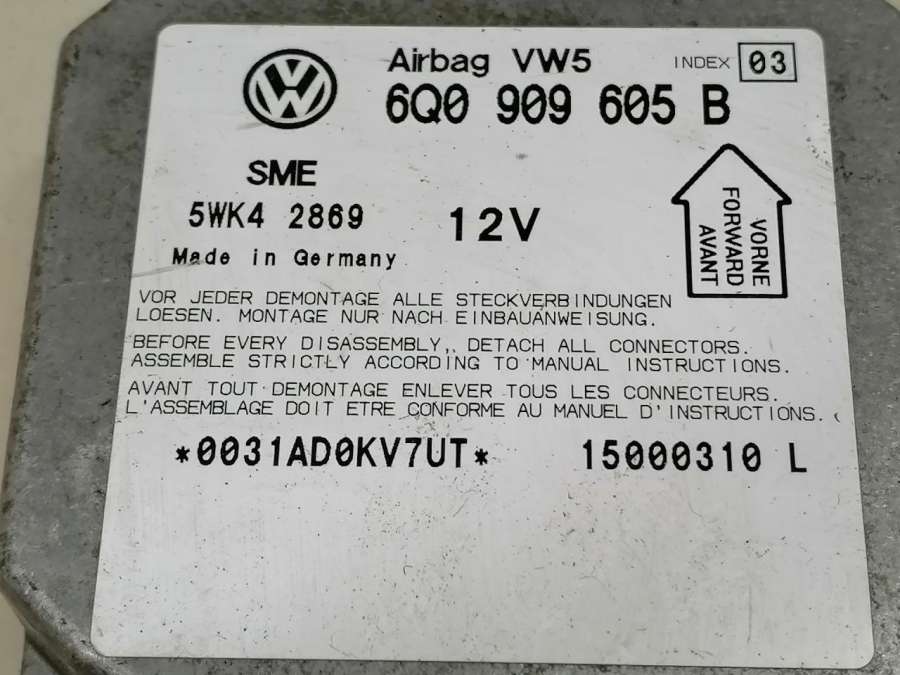 Airbag VW5 INDEX 03
6Q0 909 605 B
SME
5WK4 2869 12V
Made in Germany
VORNE
FORWARD
AVANT
VOR JEDER DEMONTAGE ALLE STECKVERBINDUNGEN
LOESEN. MONTAGE NUR NACH EINBAUANWEISUNG.
BEFORE EVERY DISASSEMBLY,, DETACH ALL CONNECTORS.
ASSEMBLE STRICTLY ACCORDING TO MANUAL INSTRUCTIONS.
AVANT TOUT DEMONTAGE ENLEVER TOUS LES CONNECTEURS.
L'ASSEMBLAGE DOIT ETRE CONFORME AU MANUEL D'INSTRUCTIONS.
*0031AD0KV7UT* 15000310 L